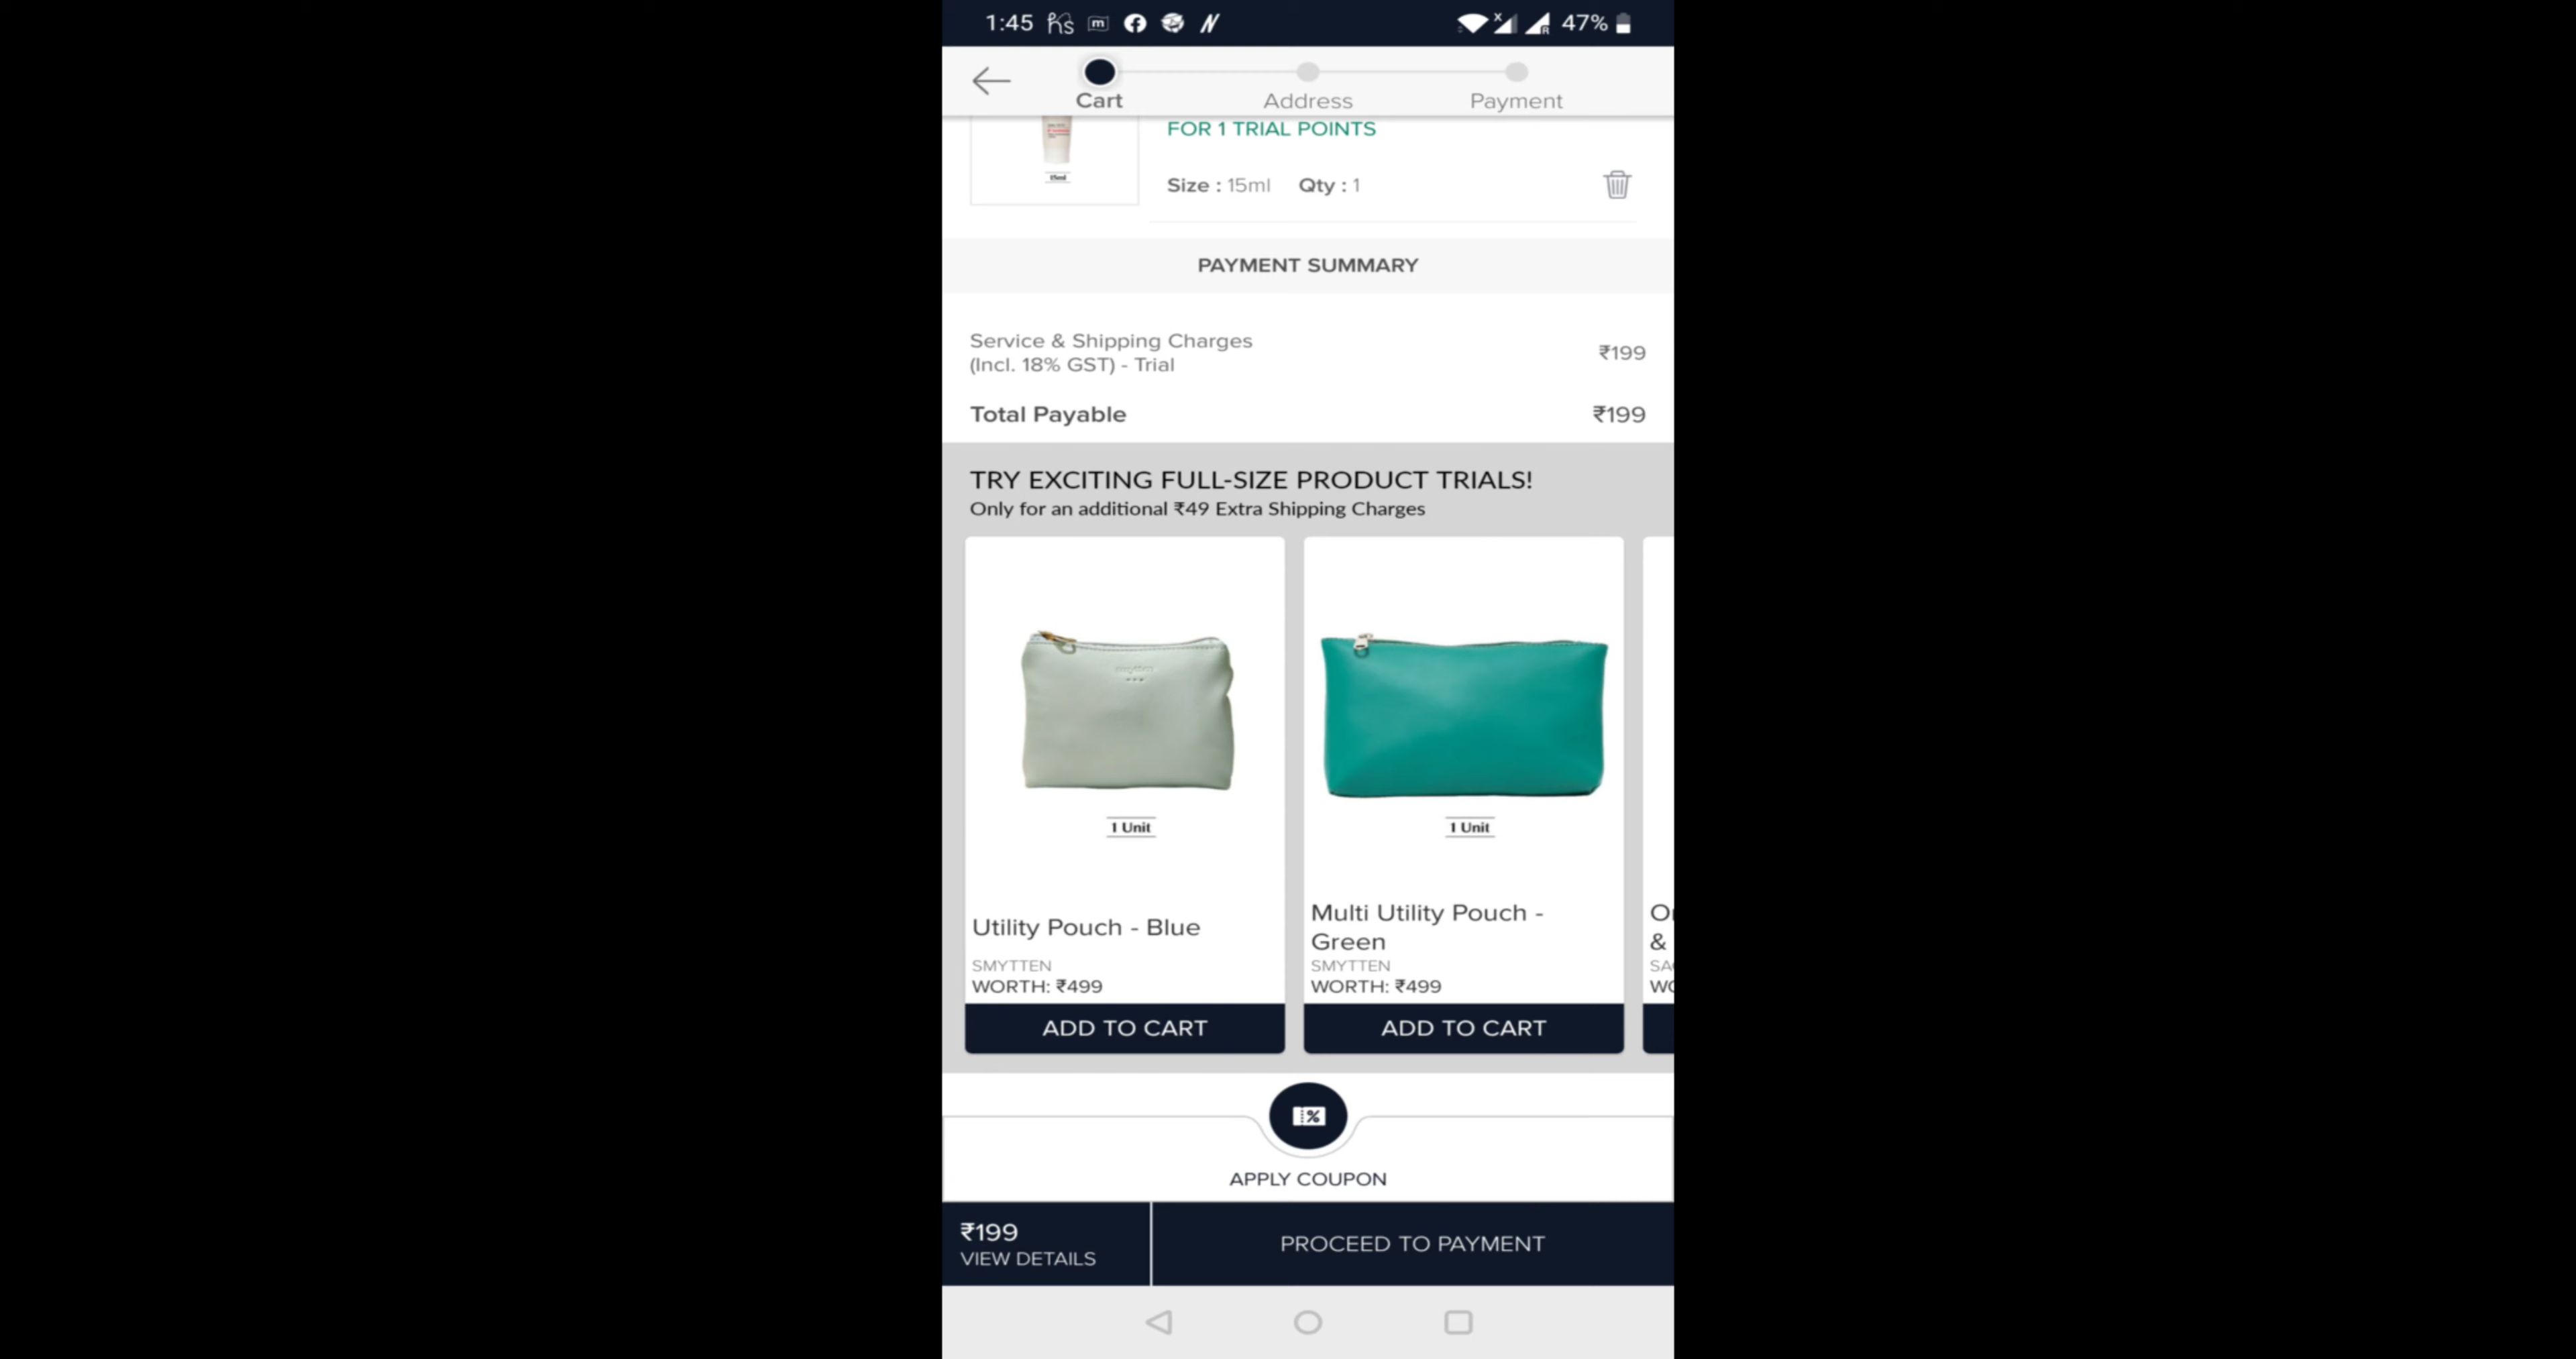 1:45
47%
Cart
Address
Payment
FOR 1 TRIAL POINTS
15ml
Size : 15ml Qty : 1
PAYMENT SUMMARY
Service & Shipping Charges
(Incl. 18% GST) - Trial
₹199
Total Payable
₹199
TRY EXCITING FULL-SIZE PRODUCT TRIALS!
Only for an additional ₹49 Extra Shipping Charges
1 Unit
Utility Pouch - Blue
SMYTTEN
WORTH: ₹499
ADD TO CART
1 Unit
Multi Utility Pouch -
Green
SMYTTEN
WORTH: ₹499
ADD TO CART
&
APPLY COUPON
₹199
VIEW DETAILS
PROCEED TO PAYMENT